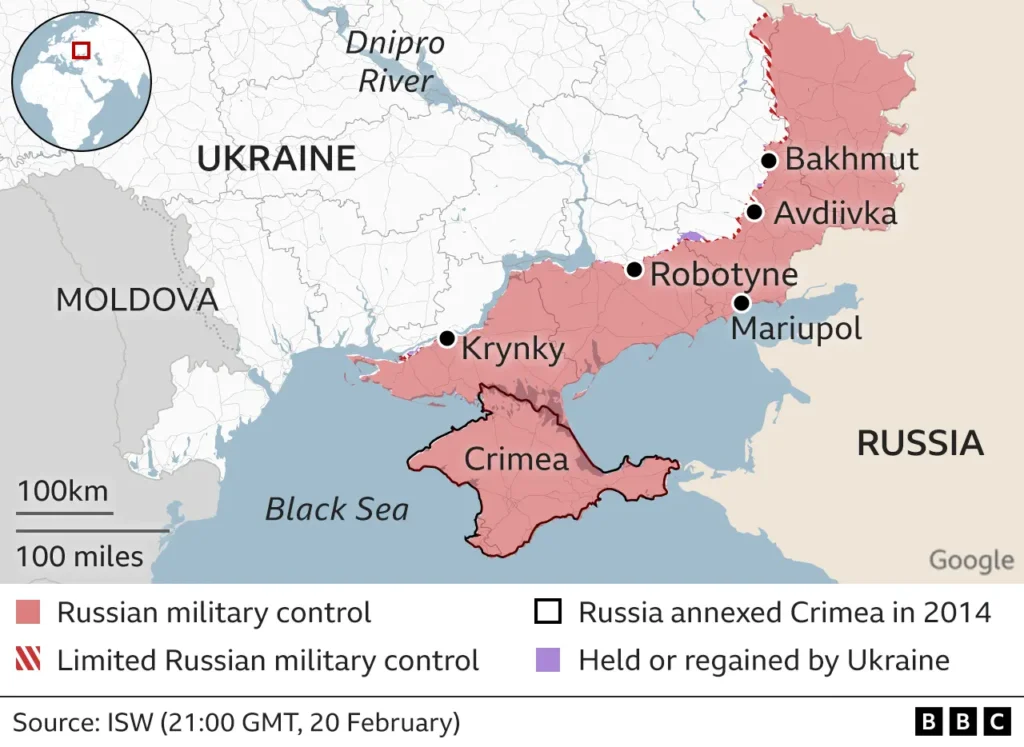 Dnipro
River
UKRAINE
Bakhmut
Avdiivka
Robotyne
MOLDOVA
Mariupol
Krynky
RUSSIA
Crimea
100km
Black Sea
100 miles
Google
Russian military control
Russia annexed Crimea in 2014
Limited Russian military control
Held or regained by Ukraine
Source: ISW (21:00 GMT, 20 February)
BBC